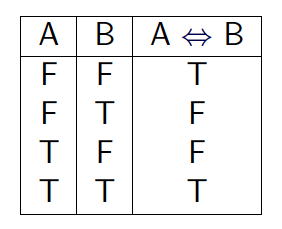 A B A ⇔ B
F F T
F T F
T F F
T T T